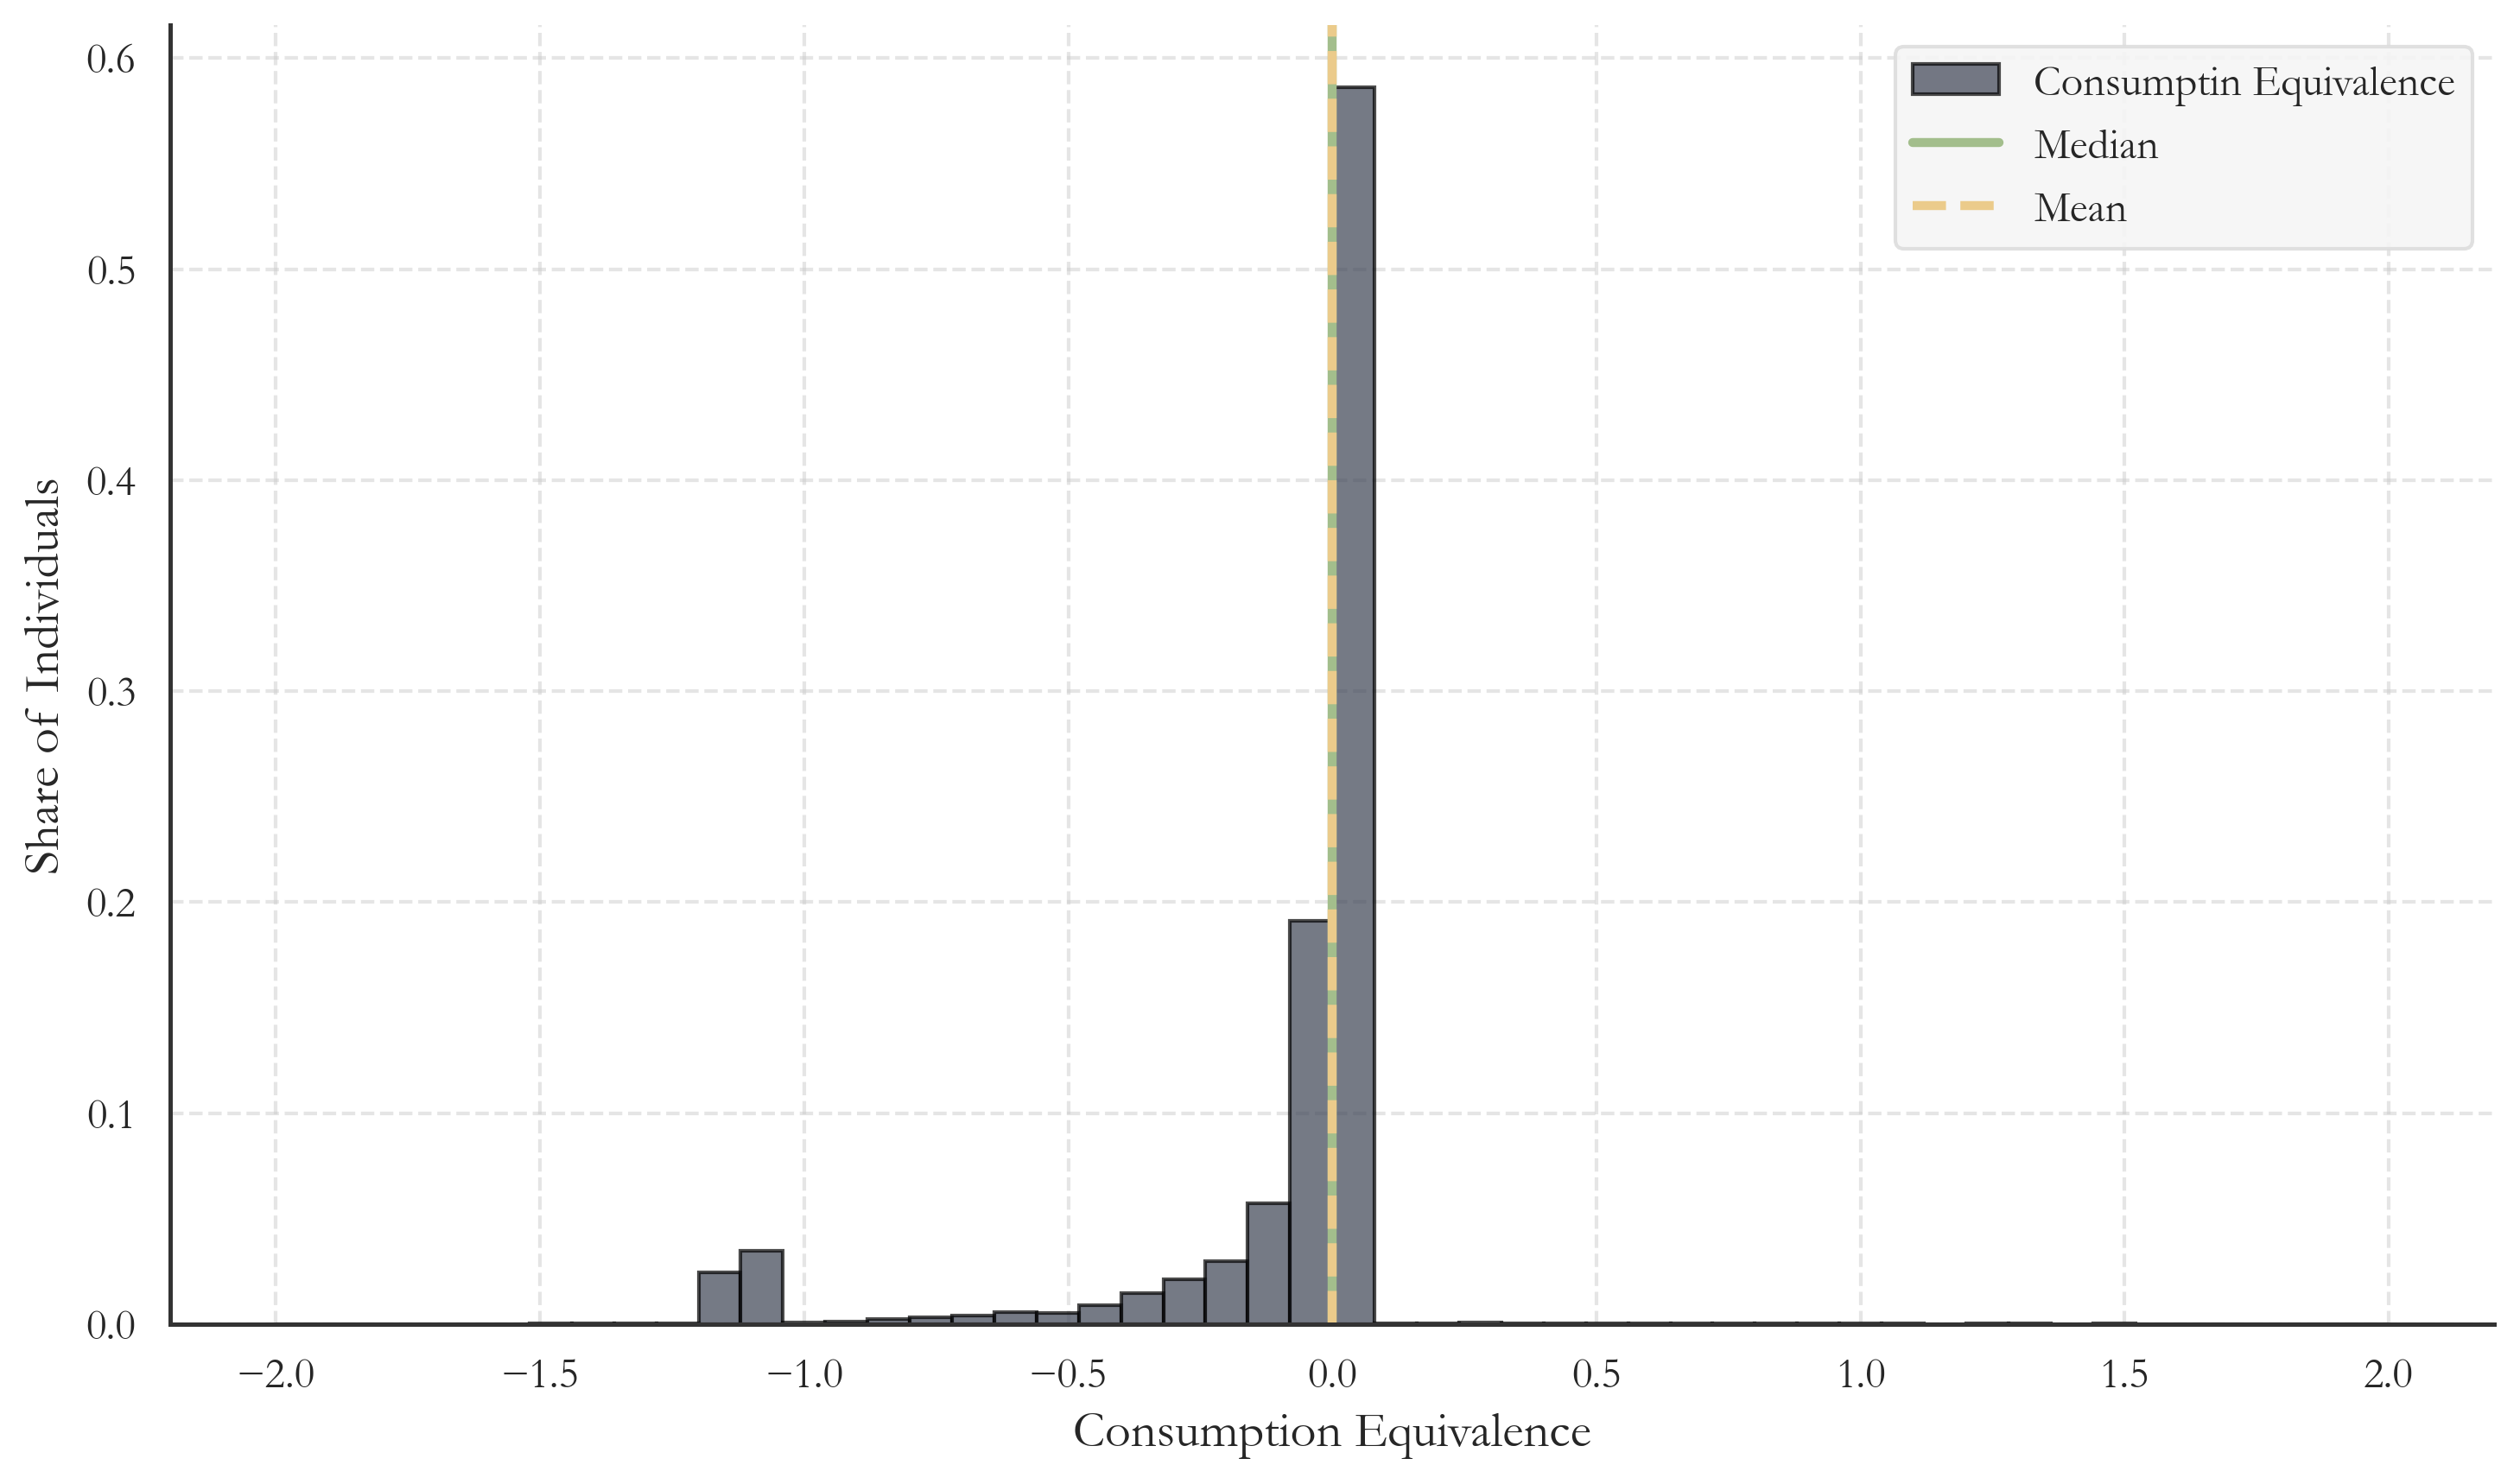 0.6
0.5
0.4
0.3
0.2
0.1
0.0
Share of Individuals
Consumptin Equivalence
Median
Mean
−2.0 −1.5 −1.0 −0.5 0.0 0.5 1.0 1.5 2.0
Consumption Equivalence